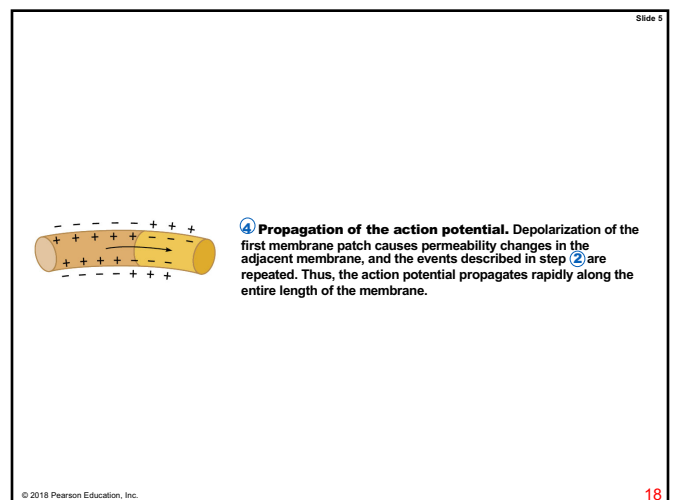 Slide 5
– – – – – + + +
+ + + + + – – –
+ + + + – – –
– – – – + + +
④ Propagation of the action potential. Depolarization of the
first membrane patch causes permeability changes in the
adjacent membrane, and the events described in step ② are
repeated. Thus, the action potential propagates rapidly along the
entire length of the membrane.
© 2018 Pearson Education, Inc.
18